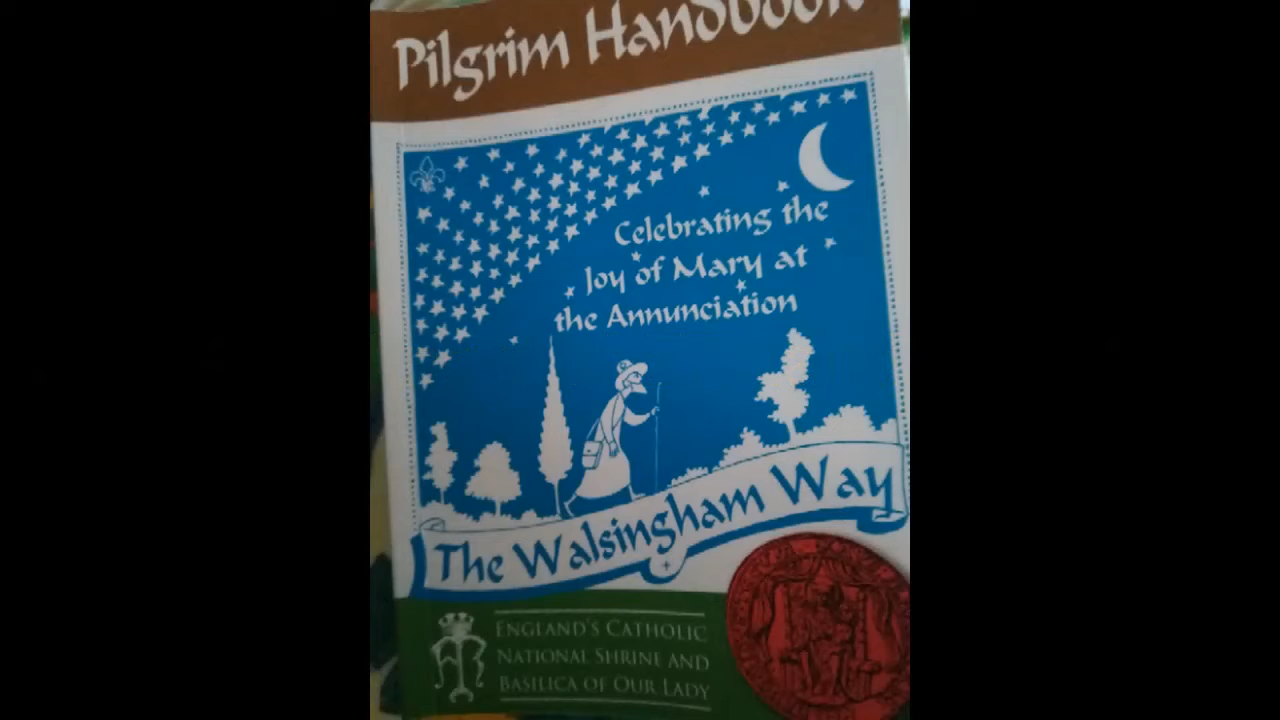 Pilgrim Handbook
Celebrating the
Joy of Mary at
the Annunciation
The Walsingham Way
England's Catholic
National Shrine and
Basilica of Our Lady